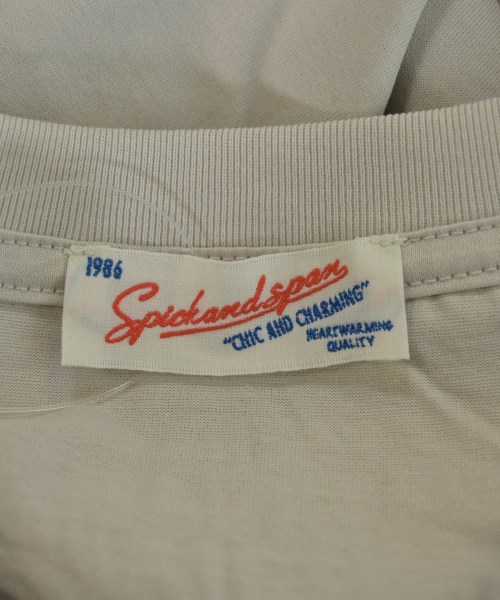 1986
Spickandspan
"CHIC AND CHARMING"
HEARTWARMING
QUALITY